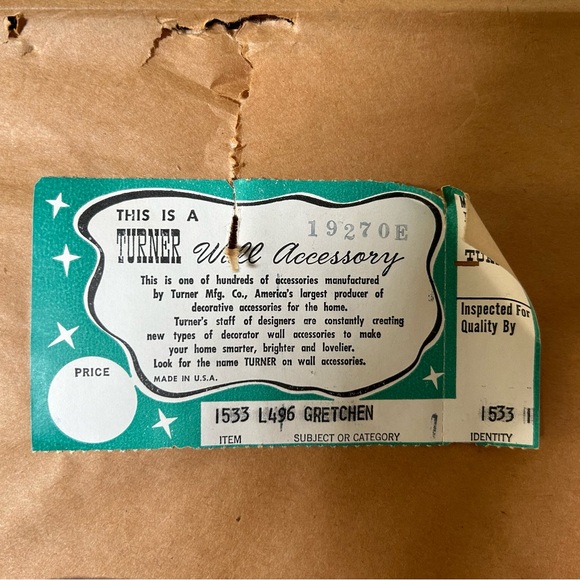 THIS IS A
19270E
TURNER Wall Accessory
This is one of hundreds of accessories manufactured
by Turner Mfg. Co., America's largest producer of
decorative accessories for the home.
Turner's staff of designers are constantly creating
new types of decorator wall accessories to make
your home smarter, brighter and lovelier.
Look for the name TURNER on wall accessories.
MADE IN U.S.A.
PRICE
1533 L496 GRETCHEN
ITEM SUBJECT OR CATEGORY
Inspected For
Quality By
1533
IDENTITY